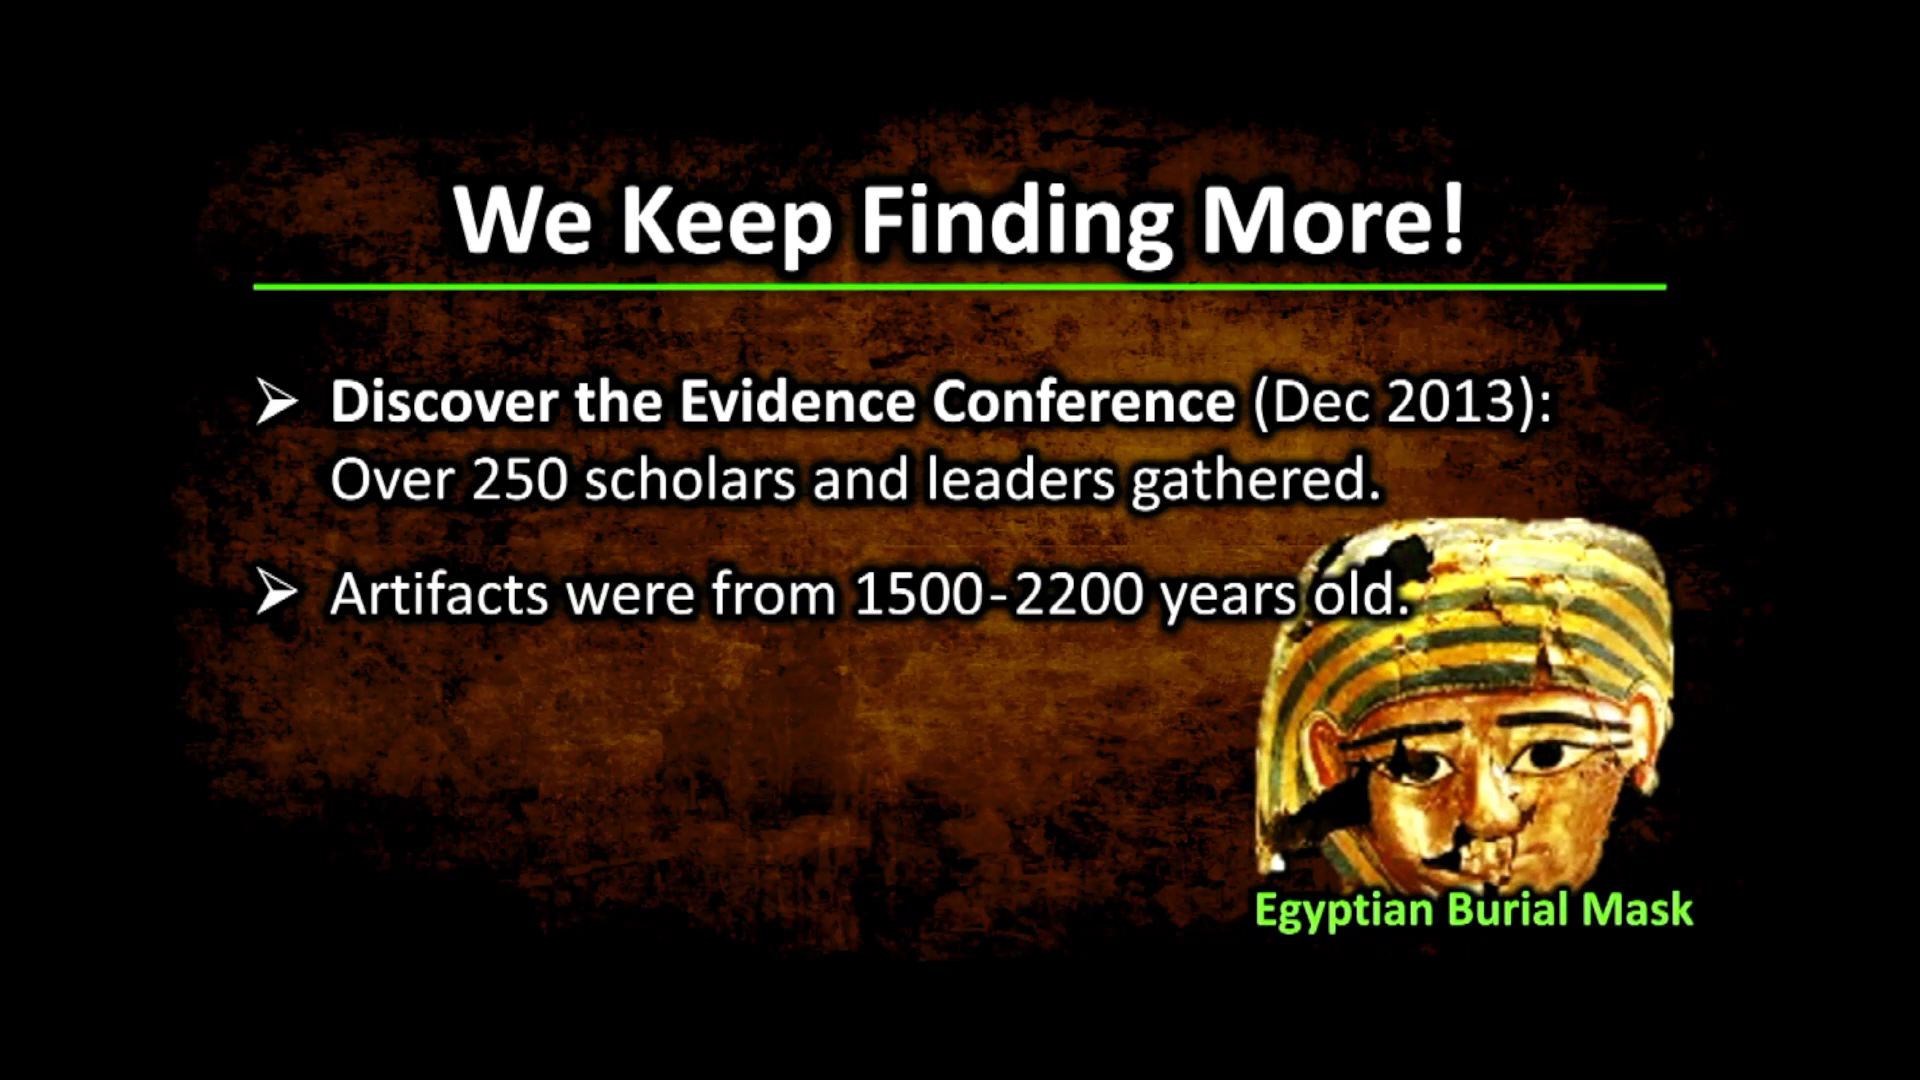 We Keep Finding More!
➢ Discover the Evidence Conference (Dec 2013):
Over 250 scholars and leaders gathered.
➢ Artifacts were from 1500-2200 years old.
Egyptian Burial Mask